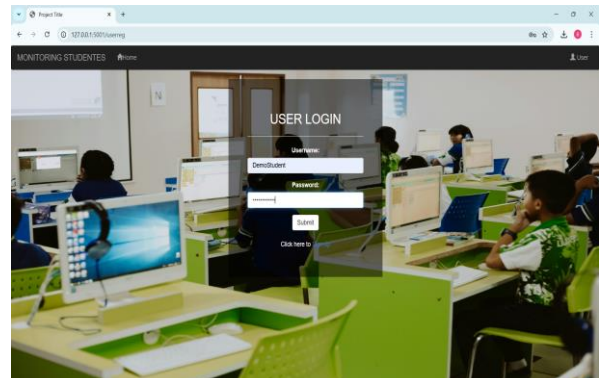 Project Title
127.0.0.1:5001/userreg
MONITORING STUDENTES Home User
USER LOGIN
Username:
DemoStudent
Password:
Submit
Click here to